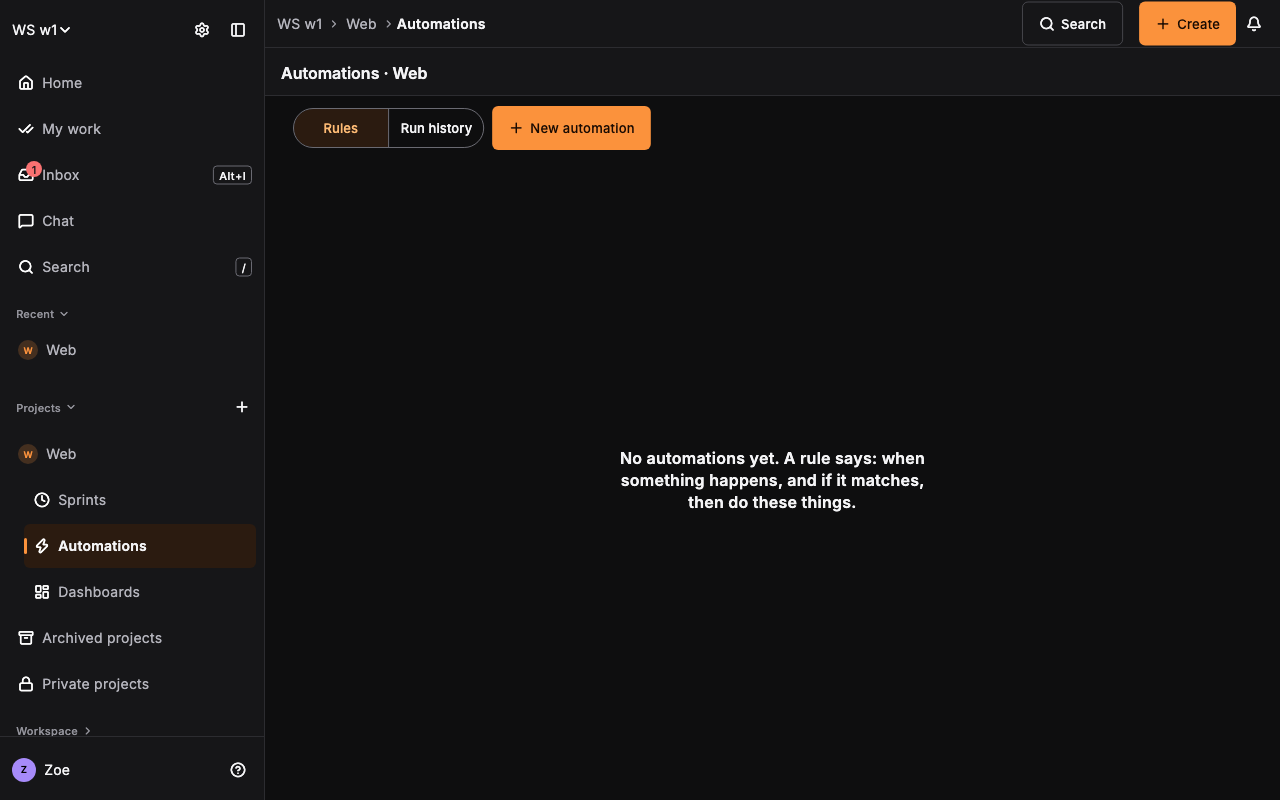 WS w1
Home
My work
1
Inbox
Alt+I
Chat
Search
/
Recent
W
Web
Projects
W
Web
Sprints
Automations
Dashboards
Archived projects
Private projects
Workspace
Z
Zoe
WS w1 > Web > Automations
Search
+ Create
Automations · Web
Rules
Run history
+ New automation
No automations yet. A rule says: when
something happens, and if it matches,
then do these things.